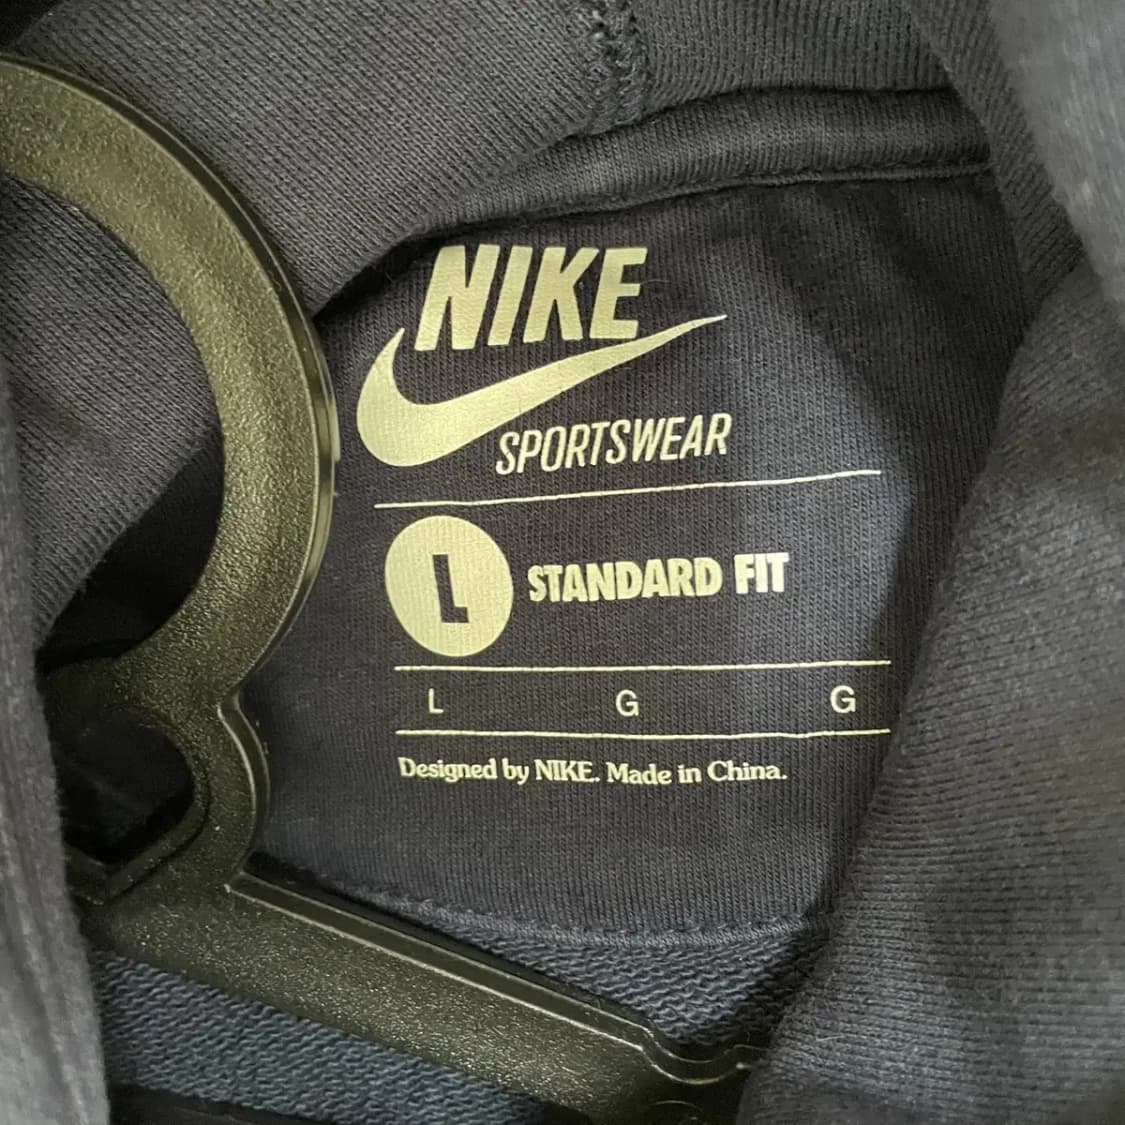 NIKE
SPORTSWEAR
L STANDARD FIT
L G G
Designed by NIKE. Made in China.